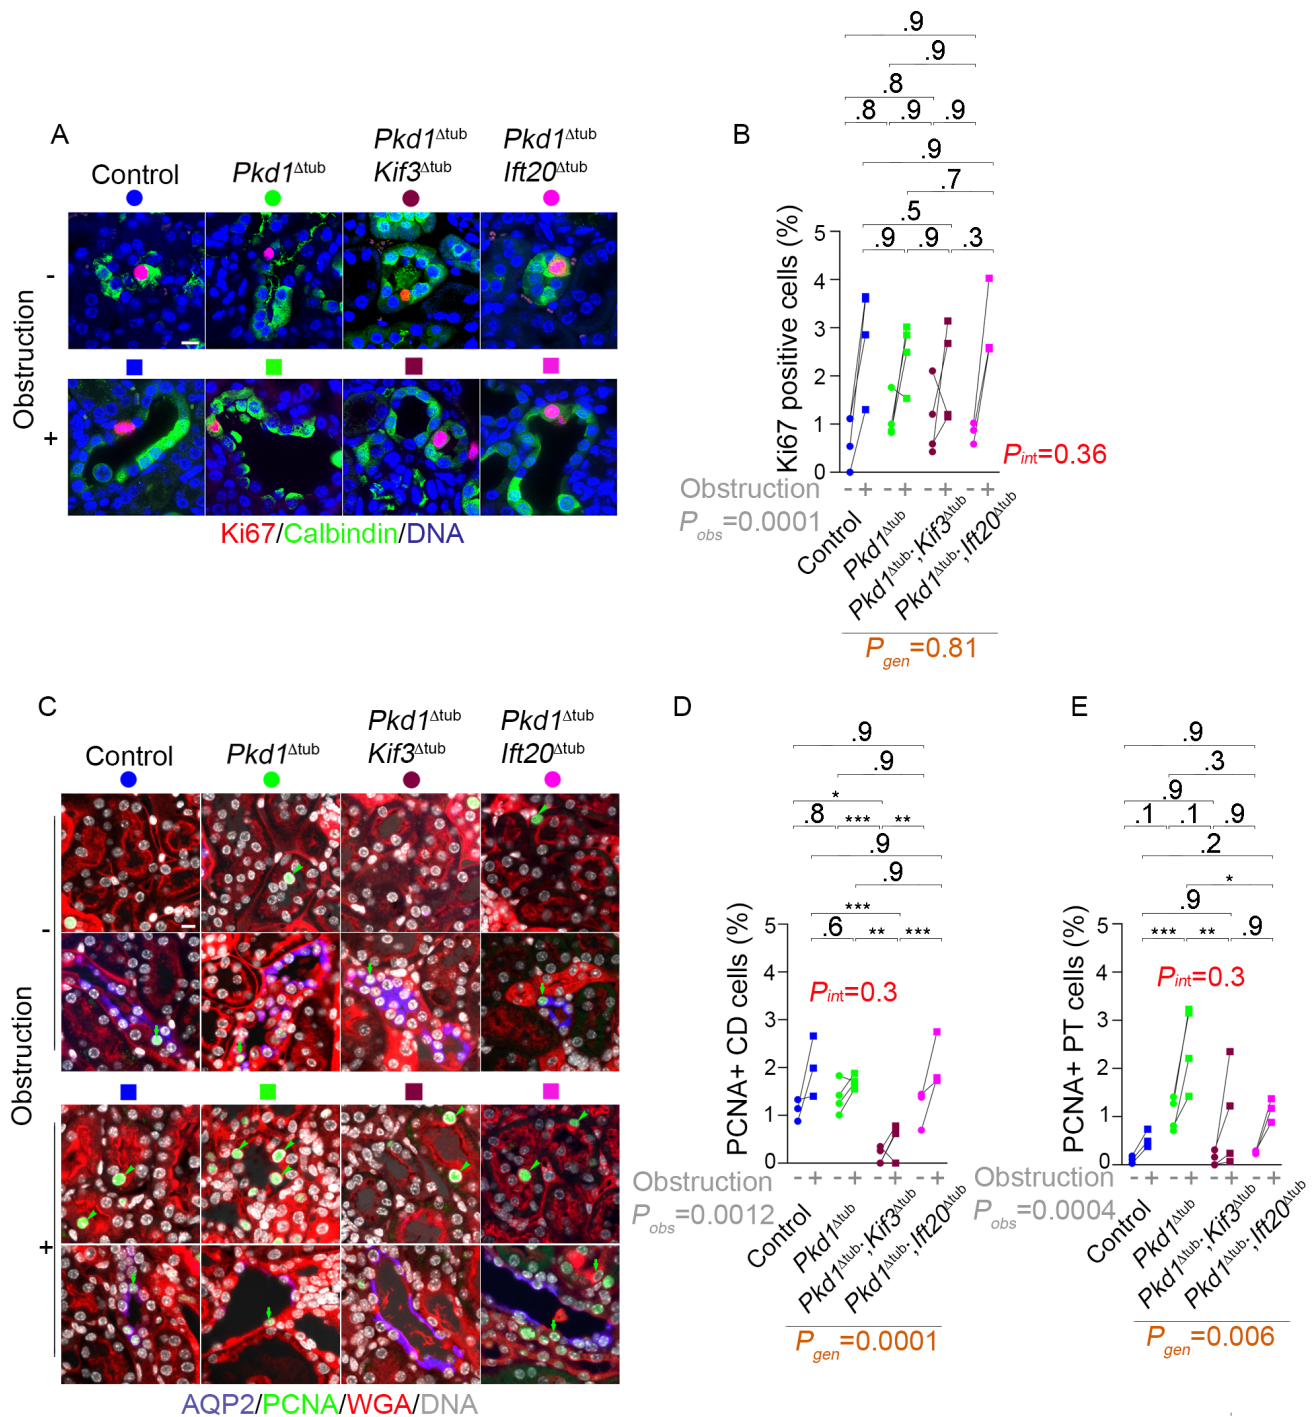 A
Control
Pkd1Δtub
Pkd1Δtub
Kif3Δtub
Pkd1Δtub
Ift20Δtub
Obstruction
-
+
Ki67/Calbindin/DNA
B
.9
.9
.8
.8 .9 .9
.9
.7
.5
.9 .9 .3
Ki67 positive cells (%)
5
4
3
2
1
0
Pint=0.36
Obstruction - + - + - + - +
Pobs=0.0001
Control
Pkd1Δtub
Pkd1Δtub;Kif3Δtub
Pkd1Δtub;Ift20Δtub
Pgen=0.81
C
Control
Pkd1Δtub
Pkd1Δtub
Kif3Δtub
Pkd1Δtub
Ift20Δtub
Obstruction
-
+
AQP2/PCNA/WGA/DNA
D
.9
.9
*
.8 *** **
.9
.9
***
.6 ** ***
PCNA+ CD cells (%)
5
4
3
2
1
0
Pint=0.3
Obstruction - + - + - + - +
Pobs=0.0012
Control
Pkd1Δtub
Pkd1Δtub;Kif3Δtub
Pkd1Δtub;Ift20Δtub
Pgen=0.0001
E
.9
.3
.9
.1 .1 .9
.2
*
.9
*** ** .9
PCNA+ PT cells (%)
5
4
3
2
1
0
Pint=0.3
Obstruction - + - + - + - +
Pobs=0.0004
Control
Pkd1Δtub
Pkd1Δtub;Kif3Δtub
Pkd1Δtub;Ift20Δtub
Pgen=0.006